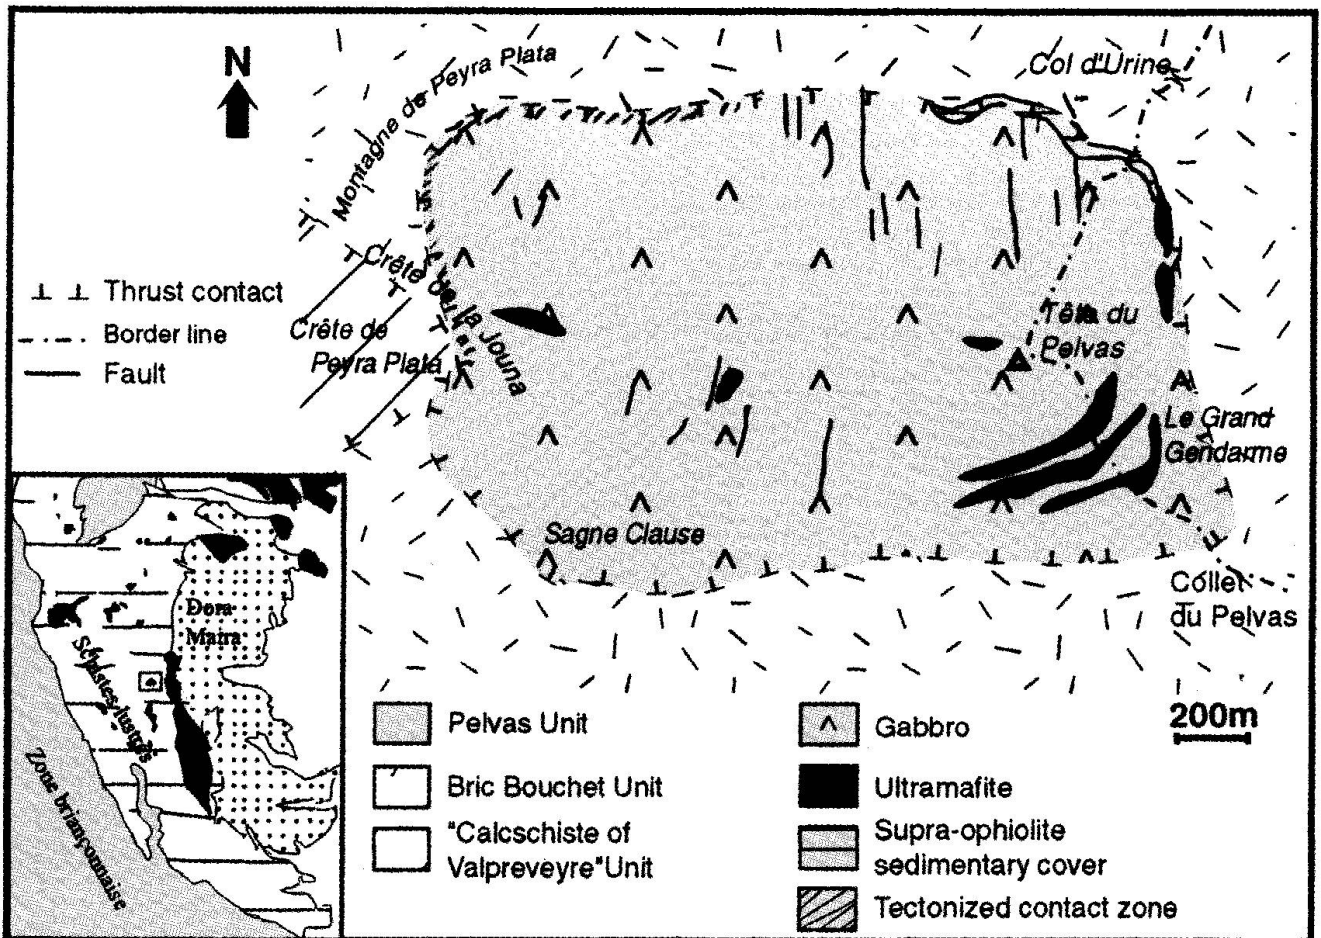 N
Montagne de Peyra Plata
Col d'Urine
Thrust contact
Border line
Fault
Crête de la Jouna
Crête de
Peyra Plata
Têta du
Pelvas
Le Grand
Gendarme
Sagne Clause
Collet
du Pelvas
Dora
Maira
Schistes lustrés
Zone briançonnaise
Pelvas Unit
Bric Bouchet Unit
"Calcschiste of
Valpreveyre"Unit
Gabbro
Ultramafite
Supra-ophiolite
sedimentary cover
Tectonized contact zone
200m